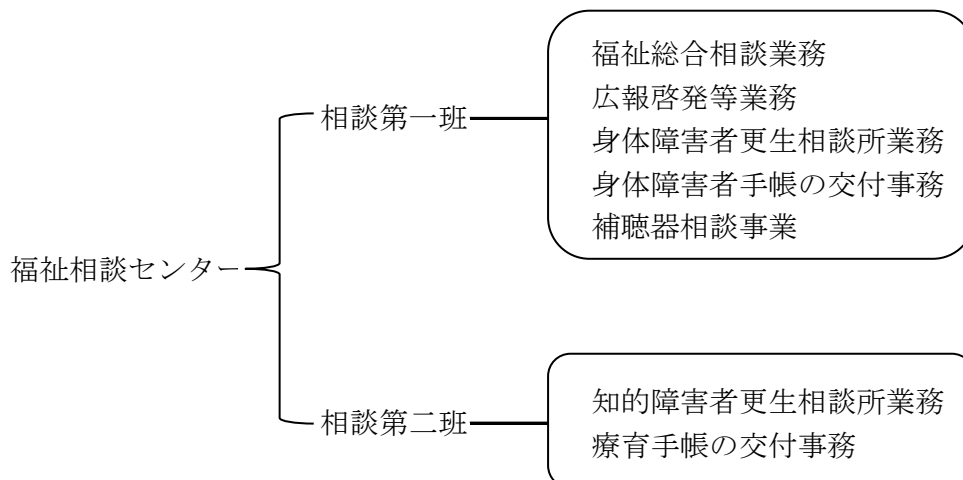 福祉相談センター
相談第一班
福祉総合相談業務
広報啓発等業務
身体障害者更生相談所業務
身体障害者手帳の交付事務
補聴器相談事業
相談第二班
知的障害者更生相談所業務
療育手帳の交付事務